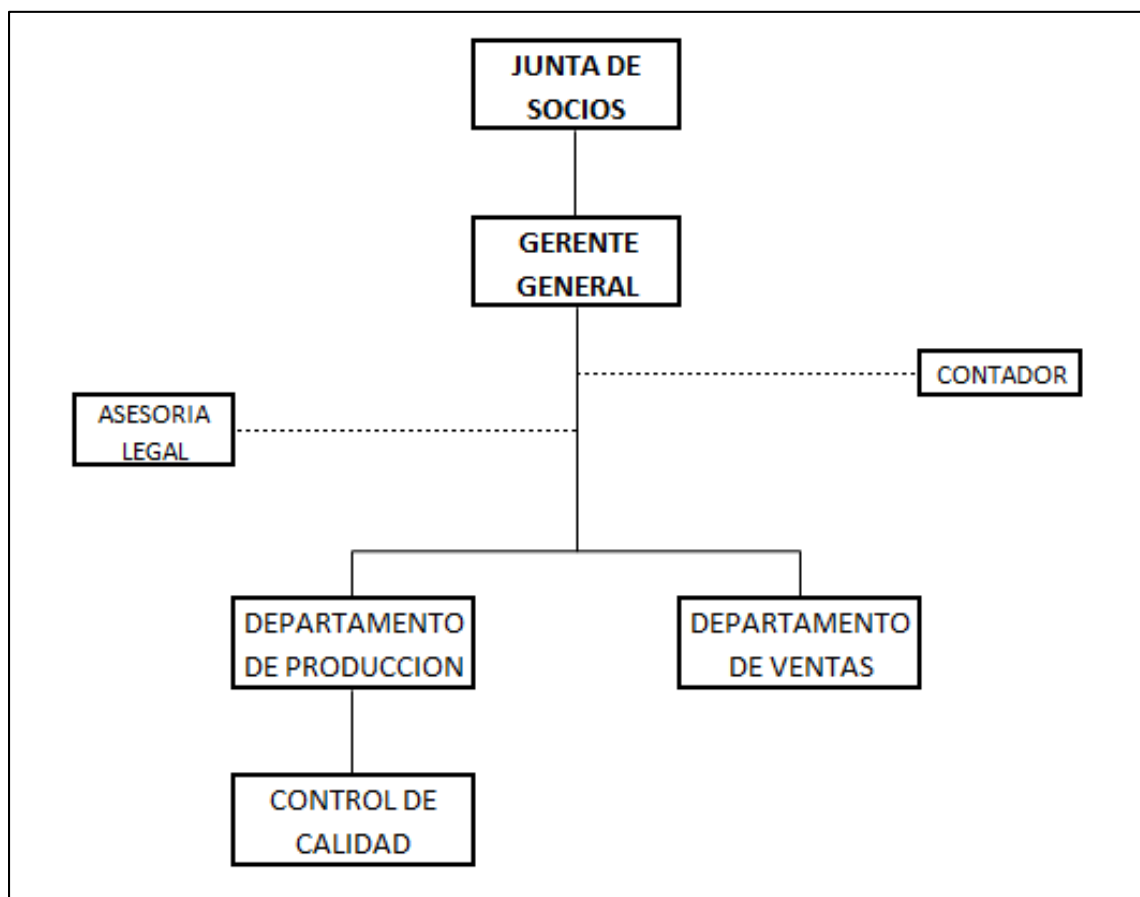 JUNTA DE
SOCIOS
GERENTE
GENERAL
CONTADOR
ASESORIA
LEGAL
DEPARTAMENTO
DE PRODUCCION
DEPARTAMENTO
DE VENTAS
CONTROL DE
CALIDAD